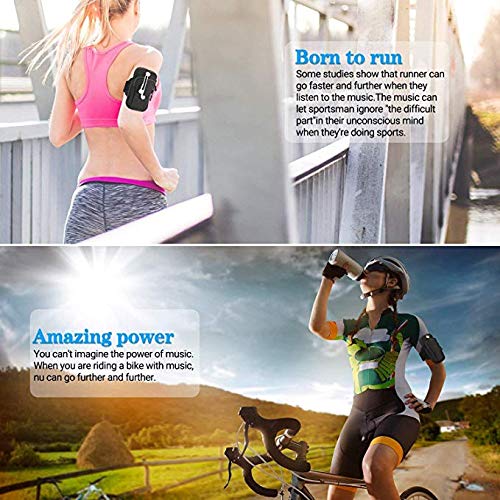 Born to run
Some studies show that runner can
go faster and further when they
listen to the music.The music can
let sportsman ignore "the difficult
part"in their unconscious mind
when they're doing sports.
Amazing power
You can't imagine the power of music.
When you are riding a bike with music,
nu can go further and further.